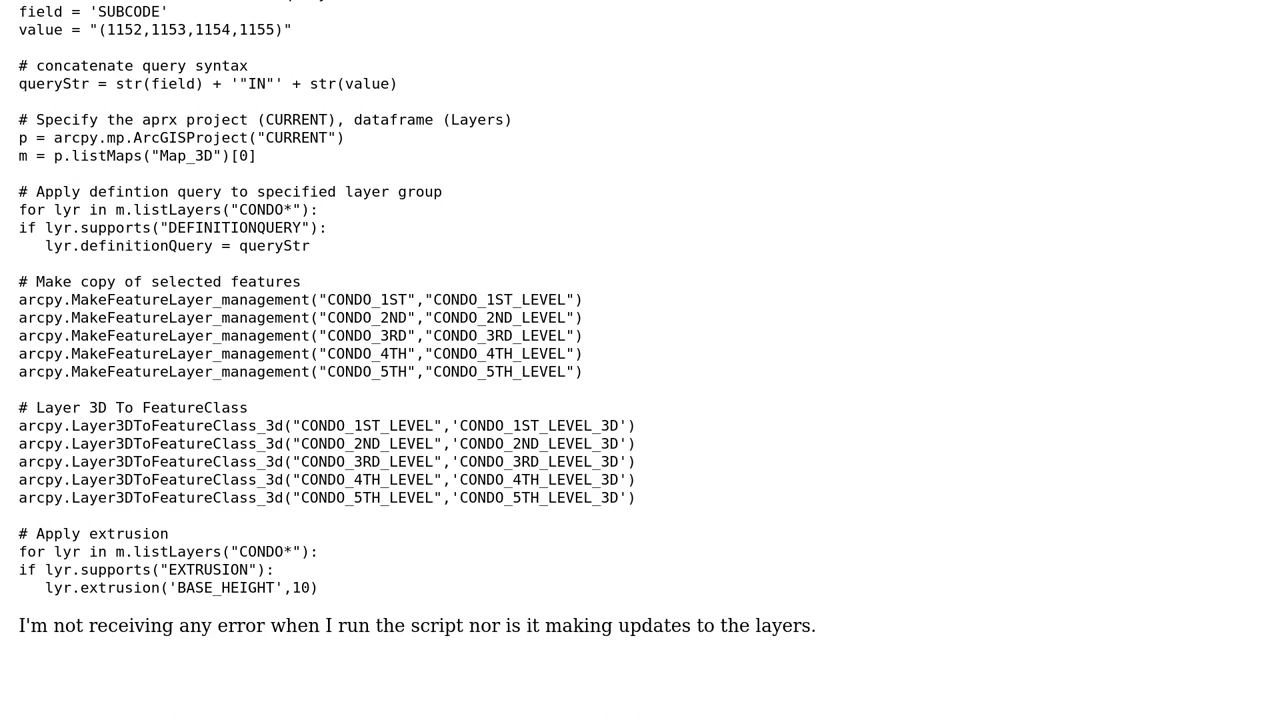 field = 'SUBCODE'
value = "(1152,1153,1154,1155)"
# concatenate query syntax
queryStr = str(field) + '"IN"' + str(value)
# Specify the aprx project (CURRENT), dataframe (Layers)
p = arcpy.mp.ArcGISProject("CURRENT")
m = p.listMaps("Map_3D")[0]
# Apply defintion query to specified layer group
for lyr in m.listLayers("CONDO*"):
if lyr.supports("DEFINITIONQUERY"):
   lyr.definitionQuery = queryStr
# Make copy of selected features
arcpy.MakeFeatureLayer_management("CONDO_1ST","CONDO_1ST_LEVEL")
arcpy.MakeFeatureLayer_management("CONDO_2ND","CONDO_2ND_LEVEL")
arcpy.MakeFeatureLayer_management("CONDO_3RD","CONDO_3RD_LEVEL")
arcpy.MakeFeatureLayer_management("CONDO_4TH","CONDO_4TH_LEVEL")
arcpy.MakeFeatureLayer_management("CONDO_5TH","CONDO_5TH_LEVEL")
# Layer 3D To FeatureClass
arcpy.Layer3DToFeatureClass_3d("CONDO_1ST_LEVEL",'CONDO_1ST_LEVEL_3D')
arcpy.Layer3DToFeatureClass_3d("CONDO_2ND_LEVEL",'CONDO_2ND_LEVEL_3D')
arcpy.Layer3DToFeatureClass_3d("CONDO_3RD_LEVEL",'CONDO_3RD_LEVEL_3D')
arcpy.Layer3DToFeatureClass_3d("CONDO_4TH_LEVEL",'CONDO_4TH_LEVEL_3D')
arcpy.Layer3DToFeatureClass_3d("CONDO_5TH_LEVEL",'CONDO_5TH_LEVEL_3D')
# Apply extrusion
for lyr in m.listLayers("CONDO*"):
if lyr.supports("EXTRUSION"):
   lyr.extrusion('BASE_HEIGHT',10)
I'm not receiving any error when I run the script nor is it making updates to the layers.